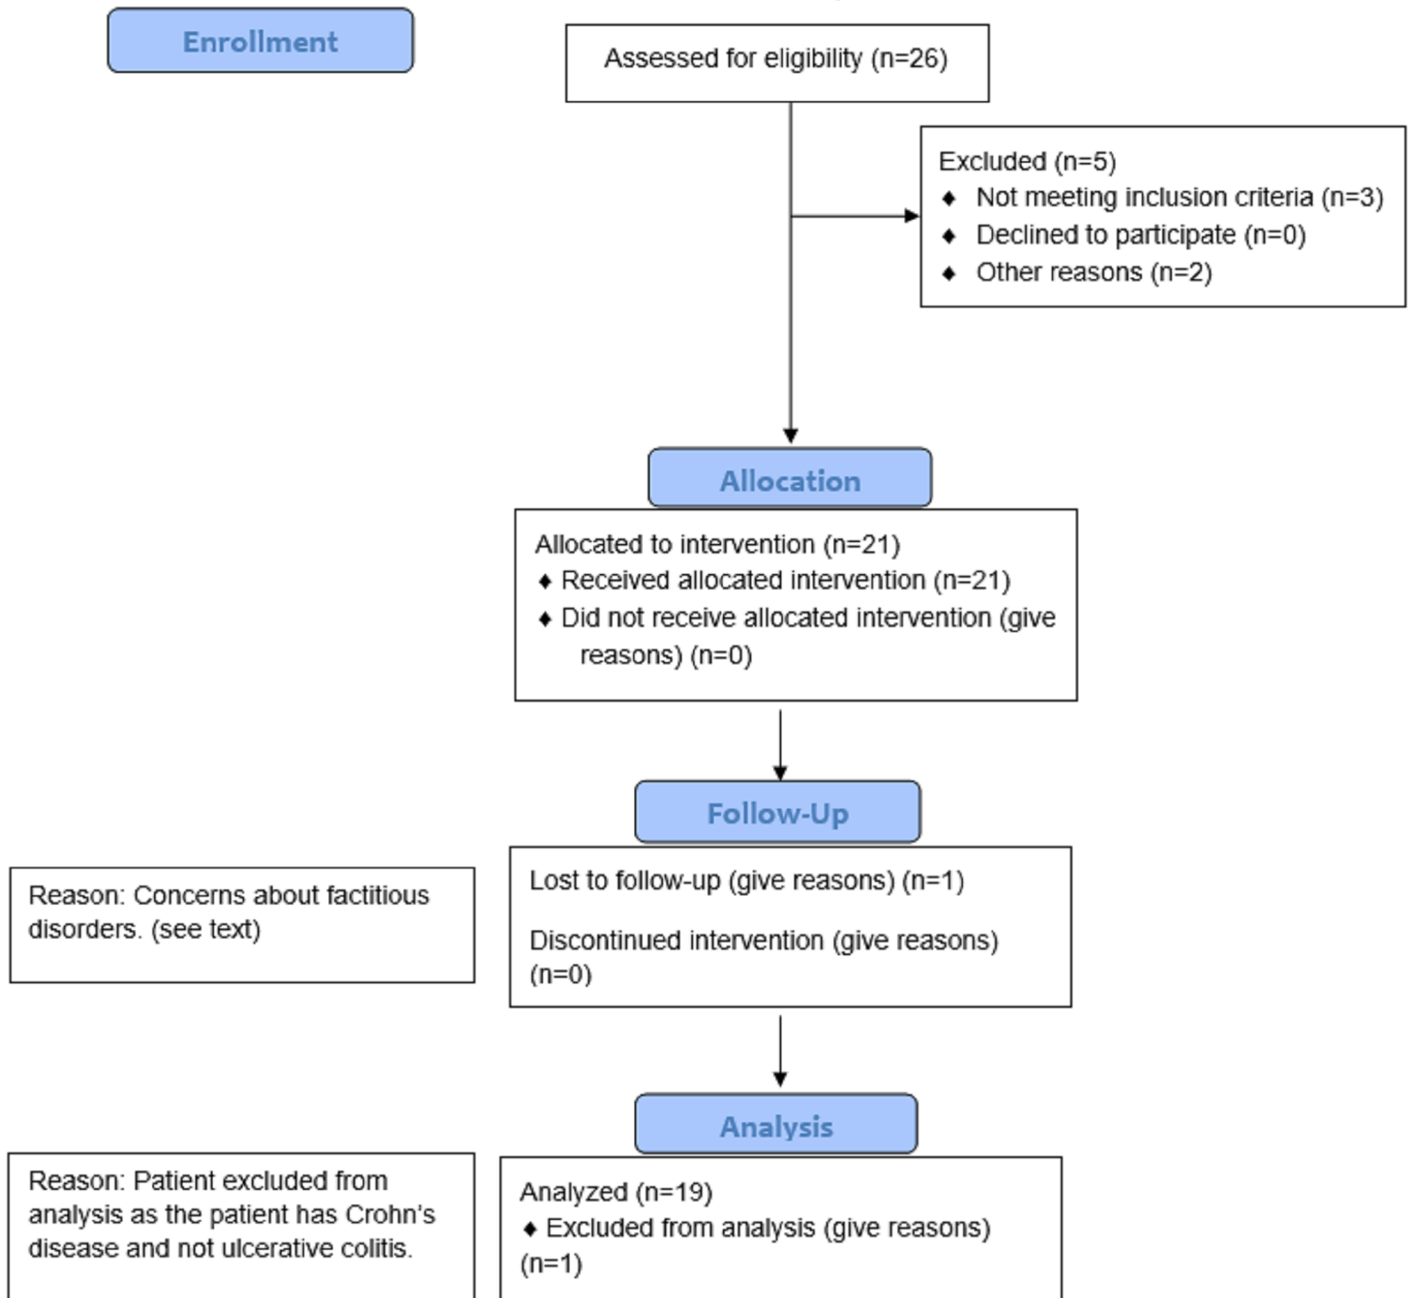 Enrollment
Assessed for eligibility (n=26)
Excluded (n=5)
♦ Not meeting inclusion criteria (n=3)
♦ Declined to participate (n=0)
♦ Other reasons (n=2)
Allocation
Allocated to intervention (n=21)
♦ Received allocated intervention (n=21)
♦ Did not receive allocated intervention (give
reasons) (n=0)
Follow-Up
Lost to follow-up (give reasons) (n=1)
Discontinued intervention (give reasons)
(n=0)
Reason: Concerns about factitious
disorders. (see text)
Analysis
Analyzed (n=19)
♦ Excluded from analysis (give reasons)
(n=1)
Reason: Patient excluded from
analysis as the patient has Crohn's
disease and not ulcerative colitis.